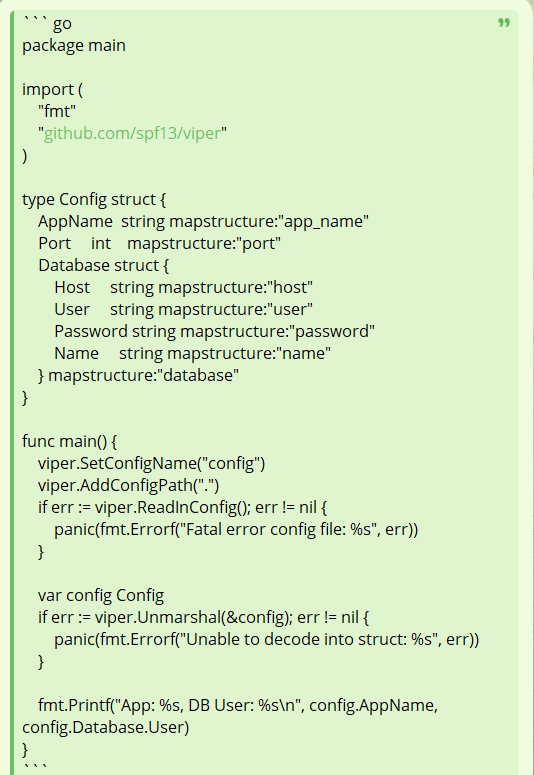 ``` go
package main

import (
    "fmt"
    "github.com/spf13/viper"
)

type Config struct {
    AppName  string mapstructure:"app_name"
    Port     int    mapstructure:"port"
    Database struct {
        Host     string mapstructure:"host"
        User     string mapstructure:"user"
        Password string mapstructure:"password"
        Name     string mapstructure:"name"
    } mapstructure:"database"
}

func main() {
    viper.SetConfigName("config")
    viper.AddConfigPath(".")
    if err := viper.ReadInConfig(); err != nil {
        panic(fmt.Errorf("Fatal error config file: %s", err))
    }

    var config Config
    if err := viper.Unmarshal(&config); err != nil {
        panic(fmt.Errorf("Unable to decode into struct: %s", err))
    }

    fmt.Printf("App: %s, DB User: %s\n", config.AppName,
config.Database.User)
}
```